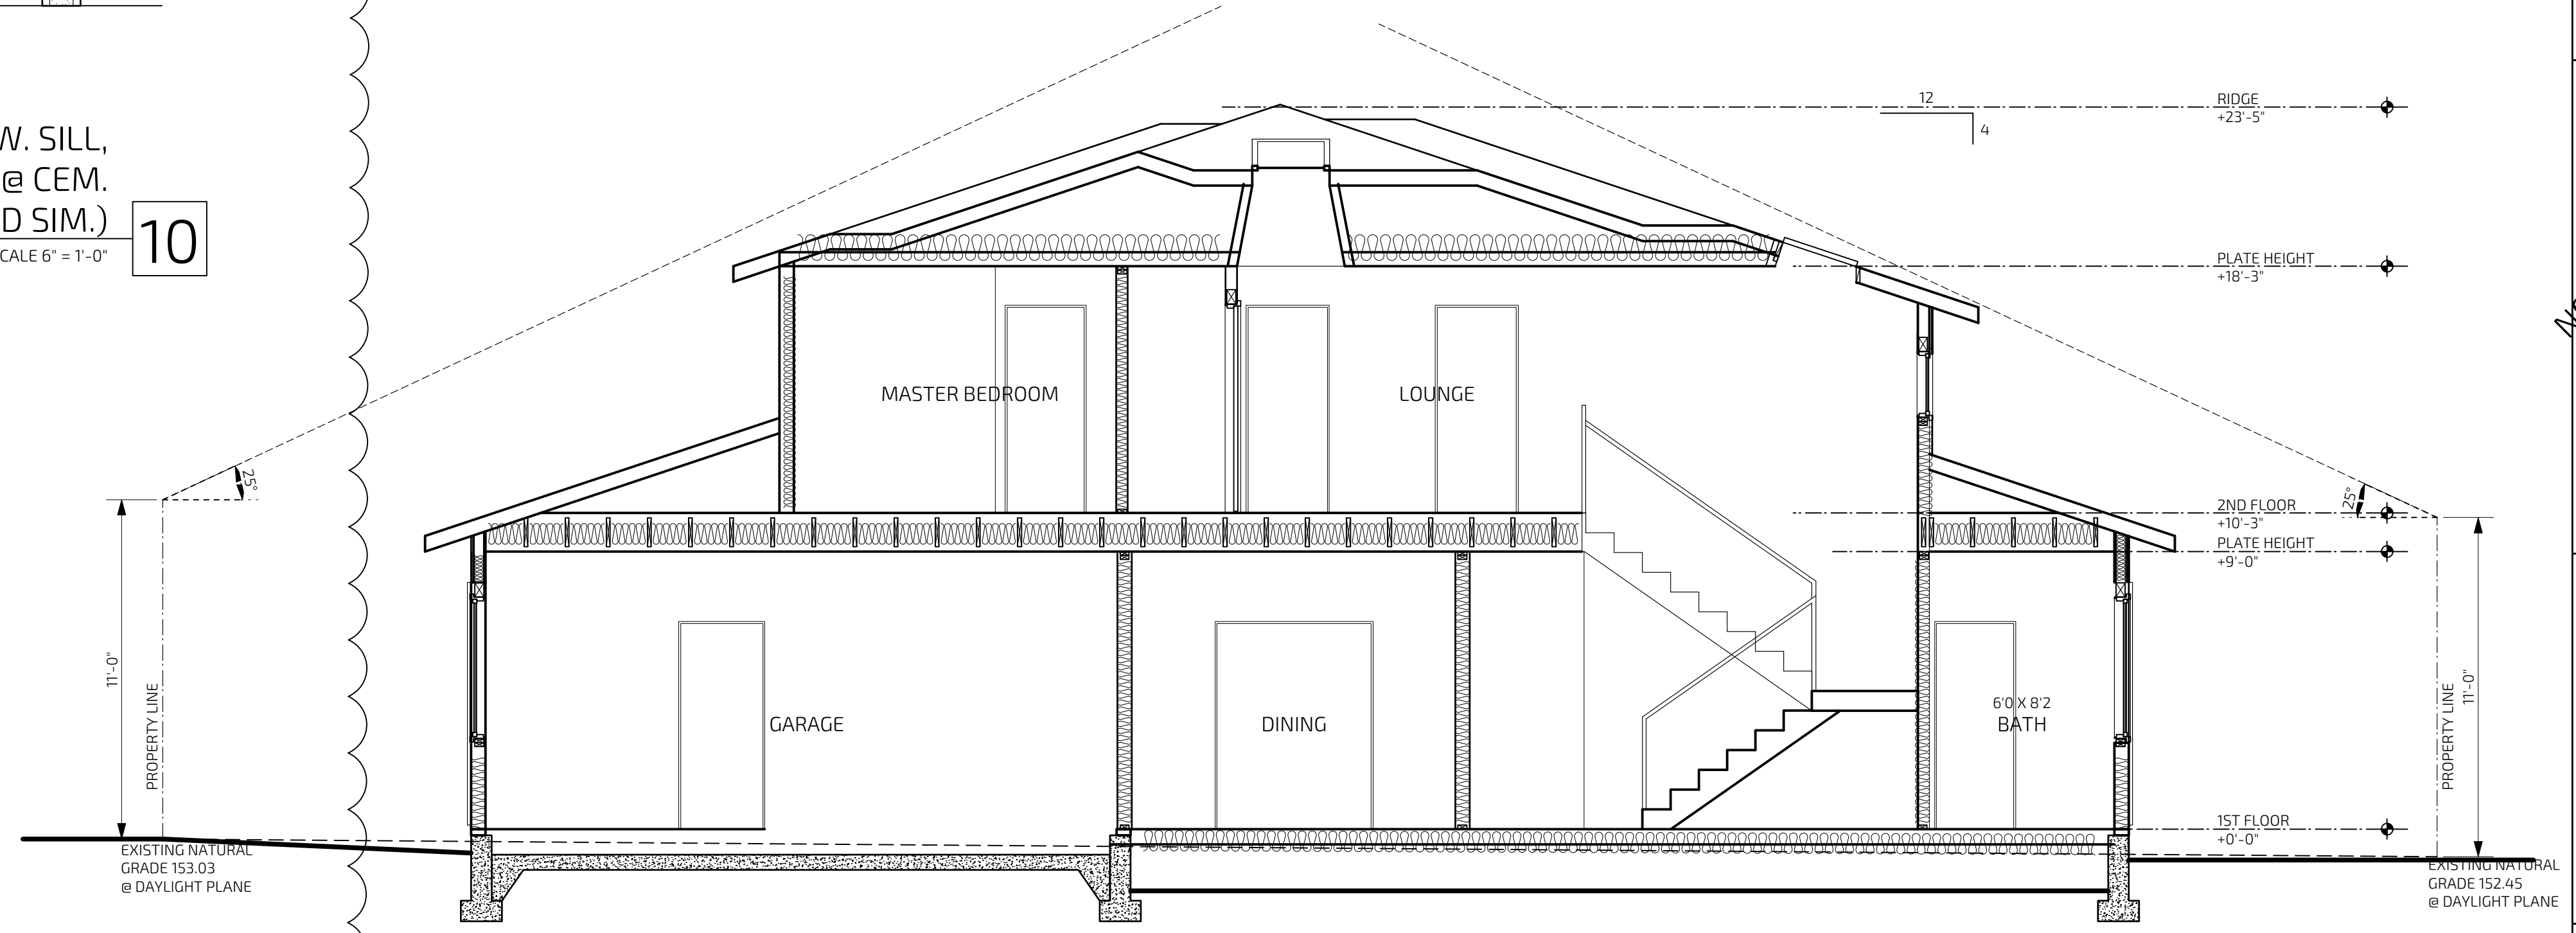 W. SILL,
@ CEM.
D SIM.)
SCALE 6" = 1'-0"
10
12
4
RIDGE
+23'-5"
PLATE HEIGHT
+18'-3"
MASTER BEDROOM
LOUNGE
25°
25°
2ND FLOOR
+10'-3"
PLATE HEIGHT
+9'-0"
11'-0"
PROPERTY LINE
GARAGE
DINING
6'0 X 8'2
BATH
PROPERTY LINE
11'-0"
1ST FLOOR
+0'-0"
EXISTING NATURAL
GRADE 153.03
@ DAYLIGHT PLANE
EXISTING NATURAL
GRADE 152.45
@ DAYLIGHT PLANE